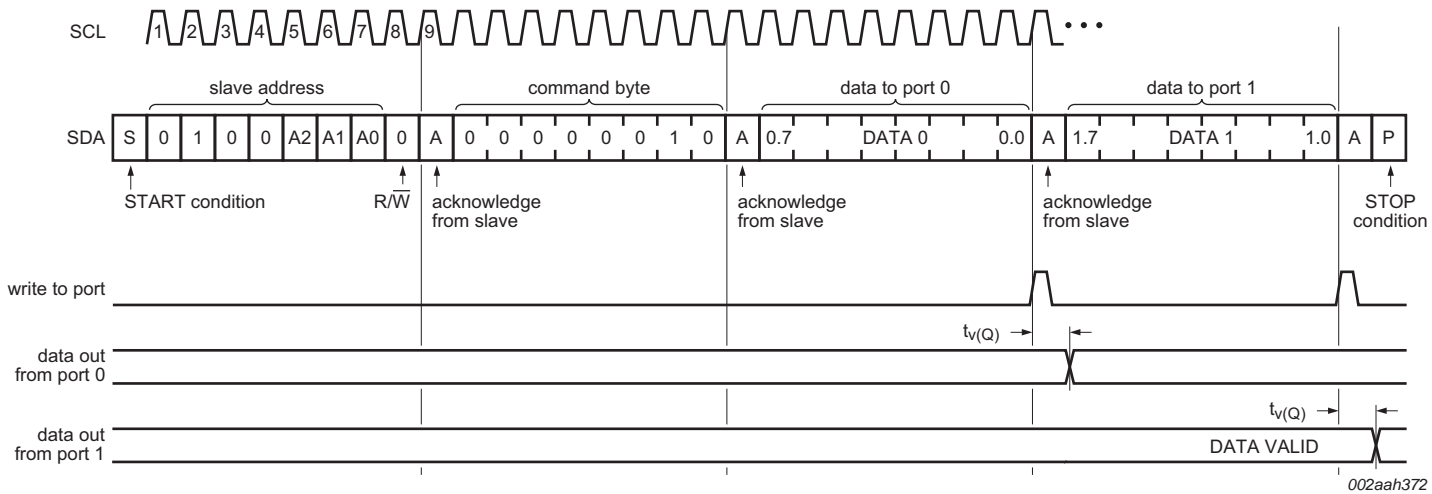 SCL 1 2 3 4 5 6 7 8 9 •••
slave address command byte data to port 0 data to port 1
SDA S 0 1 0 0 A2 A1 A0 0 A 0 0 0 0 0 0 1 0 A 0.7 DATA 0 0.0 A 1.7 DATA 1 1.0 A P
START condition R/W̅ acknowledge from slave acknowledge from slave acknowledge from slave STOP condition
write to port
tv(Q)
data out from port 0
tv(Q)
data out from port 1 DATA VALID
002aah372